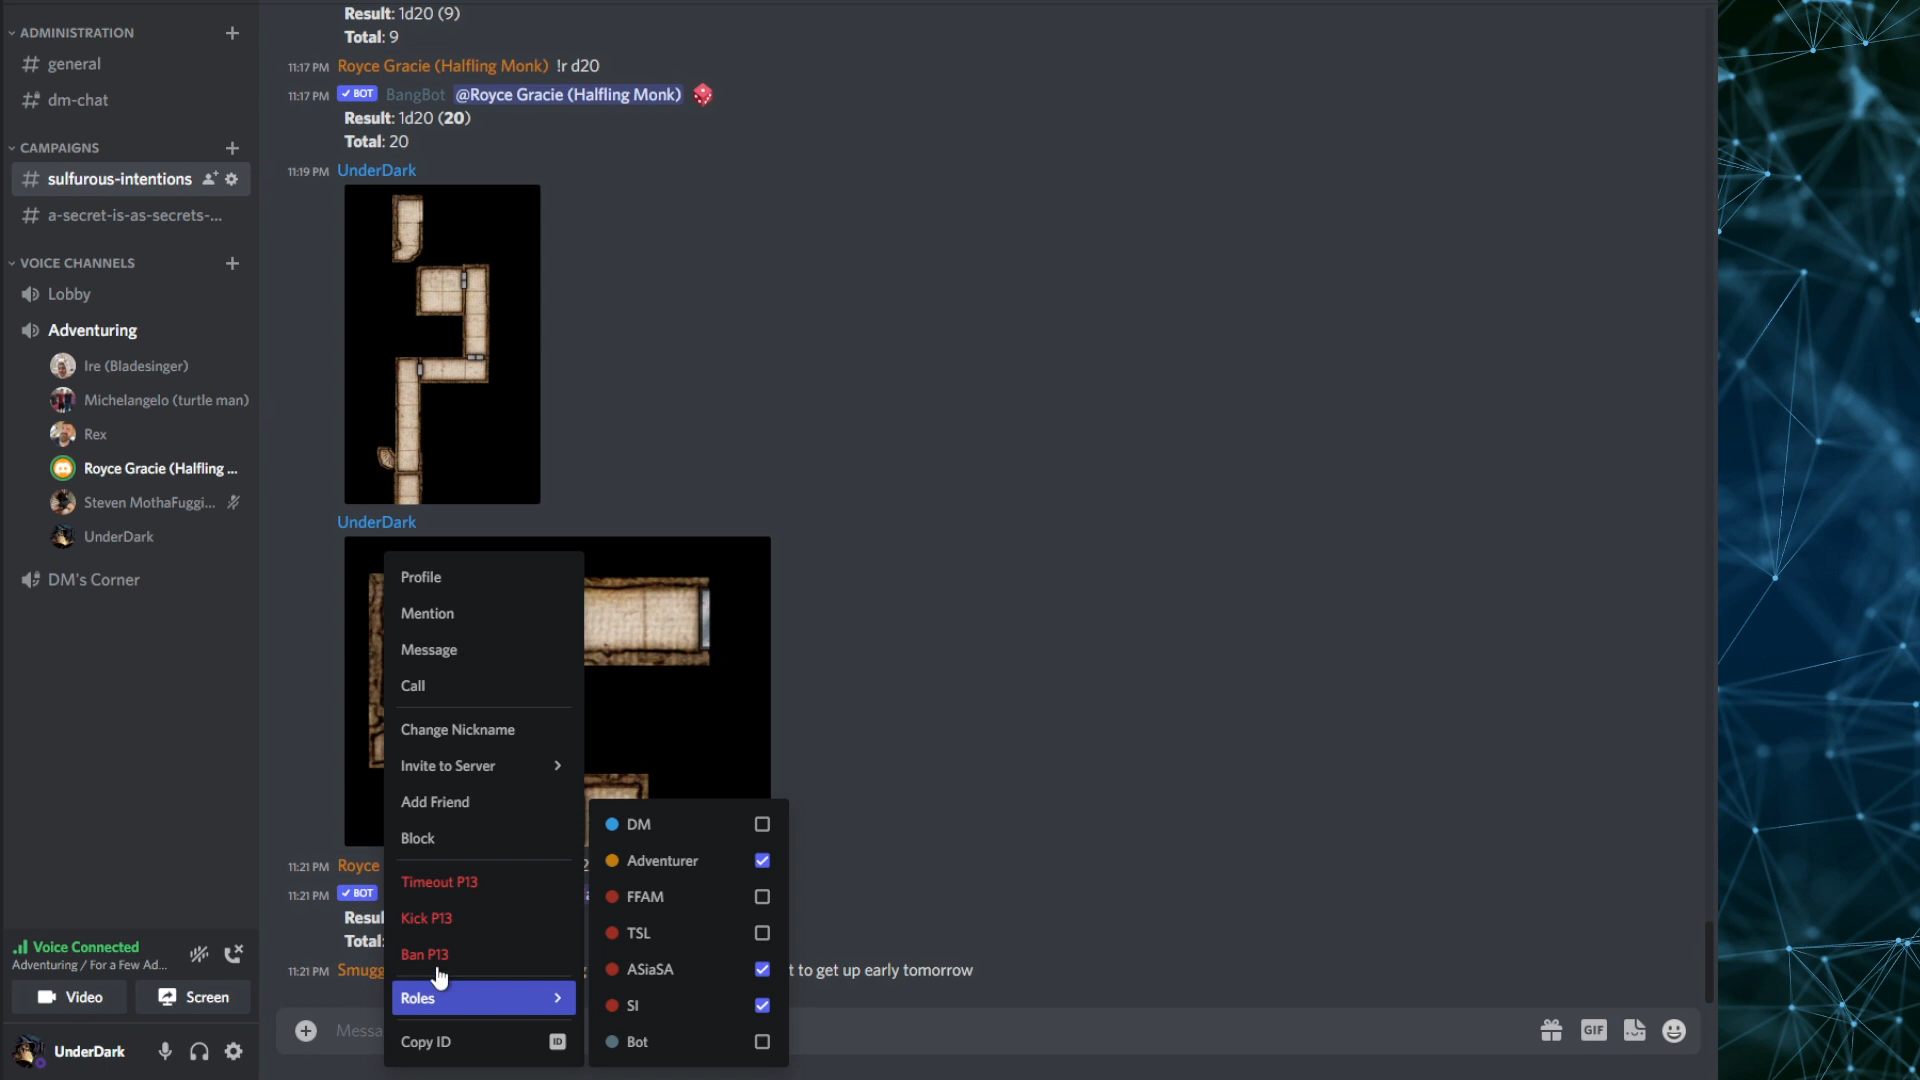 ADMINISTRATION
general
dm-chat
CAMPAIGNS
sulfurous-intentions
a-secret-is-as-secrets-...
VOICE CHANNELS
Lobby
Adventuring
Ire (Bladesinger)
Michelangelo (turtle man)
Rex
Royce Gracie (Halfling ...
Steven MothaFuggi...
UnderDark
DM's Corner
Voice Connected
Adventuring / For a Few Ad...
Video
Screen
UnderDark
Result: 1d20 (9)
Total: 9
11:17 PM Royce Gracie (Halfling Monk) !r d20
11:17 PM BOT BangBot @Royce Gracie (Halfling Monk)
Result: 1d20 (20)
Total: 20
11:19 PM UnderDark
UnderDark
11:21 PM Royce
11:21 PM BOT
Total:
11:21 PM t to get up early tomorrow
GIF
Profile
Mention
Message
Call
Change Nickname
Invite to Server
Add Friend
Block
Timeout P13
Kick P13
Ban P13
Roles
Copy ID ID
DM
Adventurer
FFAM
TSL
ASiaSA
SI
Bot